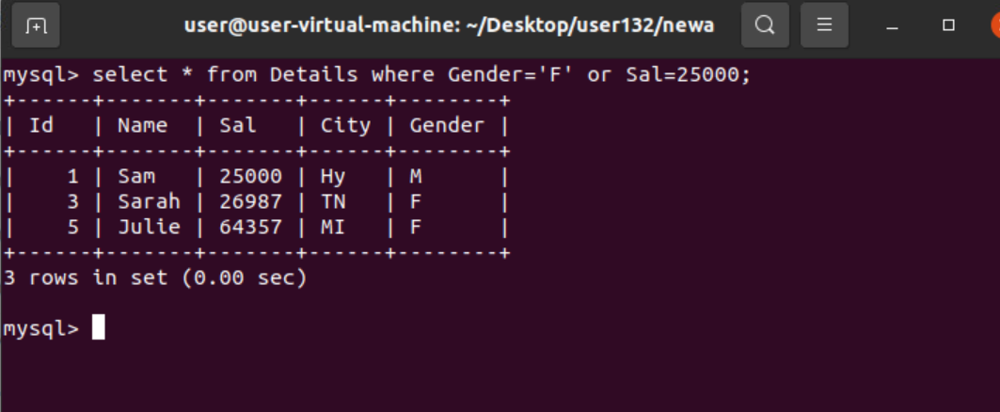 user@user-virtual-machine: ~/Desktop/user132/newa
mysql> select * from Details where Gender='F' or Sal=25000;
+------+-------+-------+------+--------+
| Id   | Name  | Sal   | City | Gender |
+------+-------+-------+------+--------+
|    1 | Sam   | 25000 | Hy   | M      |
|    3 | Sarah | 26987 | TN   | F      |
|    5 | Julie | 64357 | MI   | F      |
+------+-------+-------+------+--------+
3 rows in set (0.00 sec)
mysql>